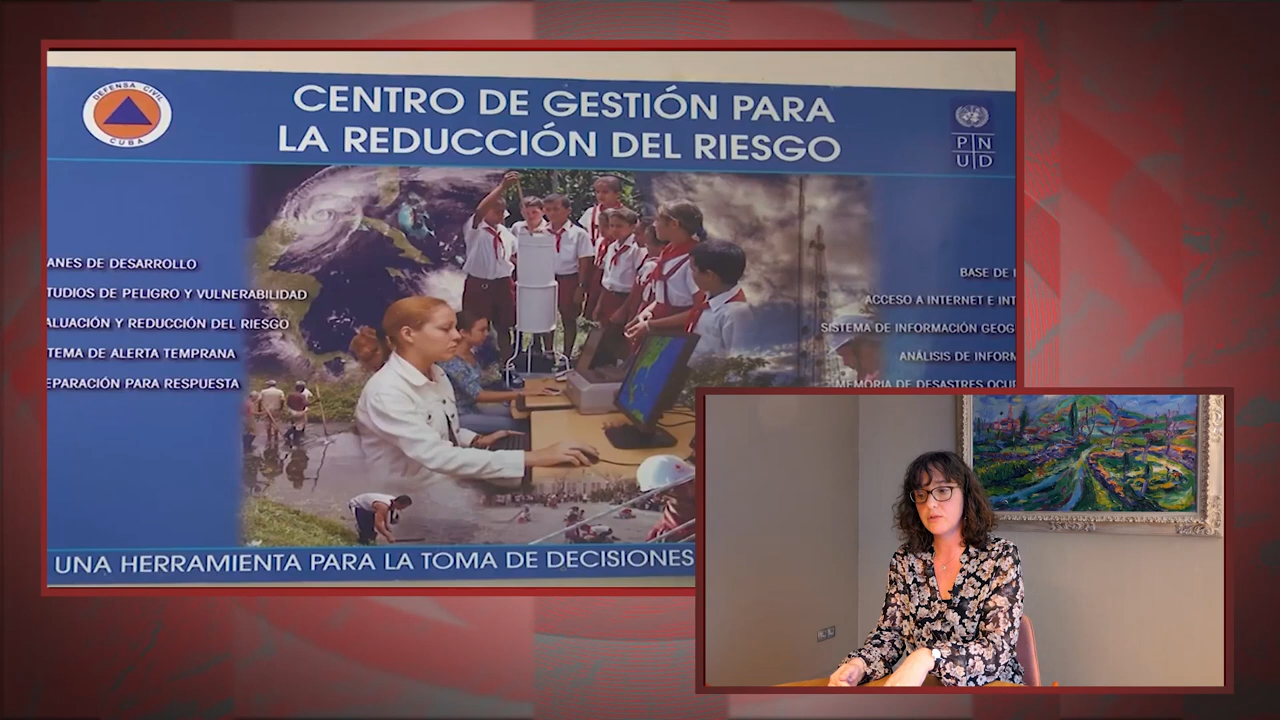 DEFENSA CIVIL
CUBA
CENTRO DE GESTIÓN PARA
LA REDUCCIÓN DEL RIESGO
P N
U D
ANES DE DESARROLLO
TUDIOS DE PELIGRO Y VULNERABILIDAD
ALUACIÓN Y REDUCCIÓN DEL RIESGO
TEMA DE ALERTA TEMPRANA
EPARACIÓN PARA RESPUESTA
BASE DE
ACCESO A INTERNET E INT
SISTEMA DE INFORMACIÓN GEOG
ANÁLISIS DE INFORM
MEMORIA DE DESASTRES OCUR
UNA HERRAMIENTA PARA LA TOMA DE DECISIONES